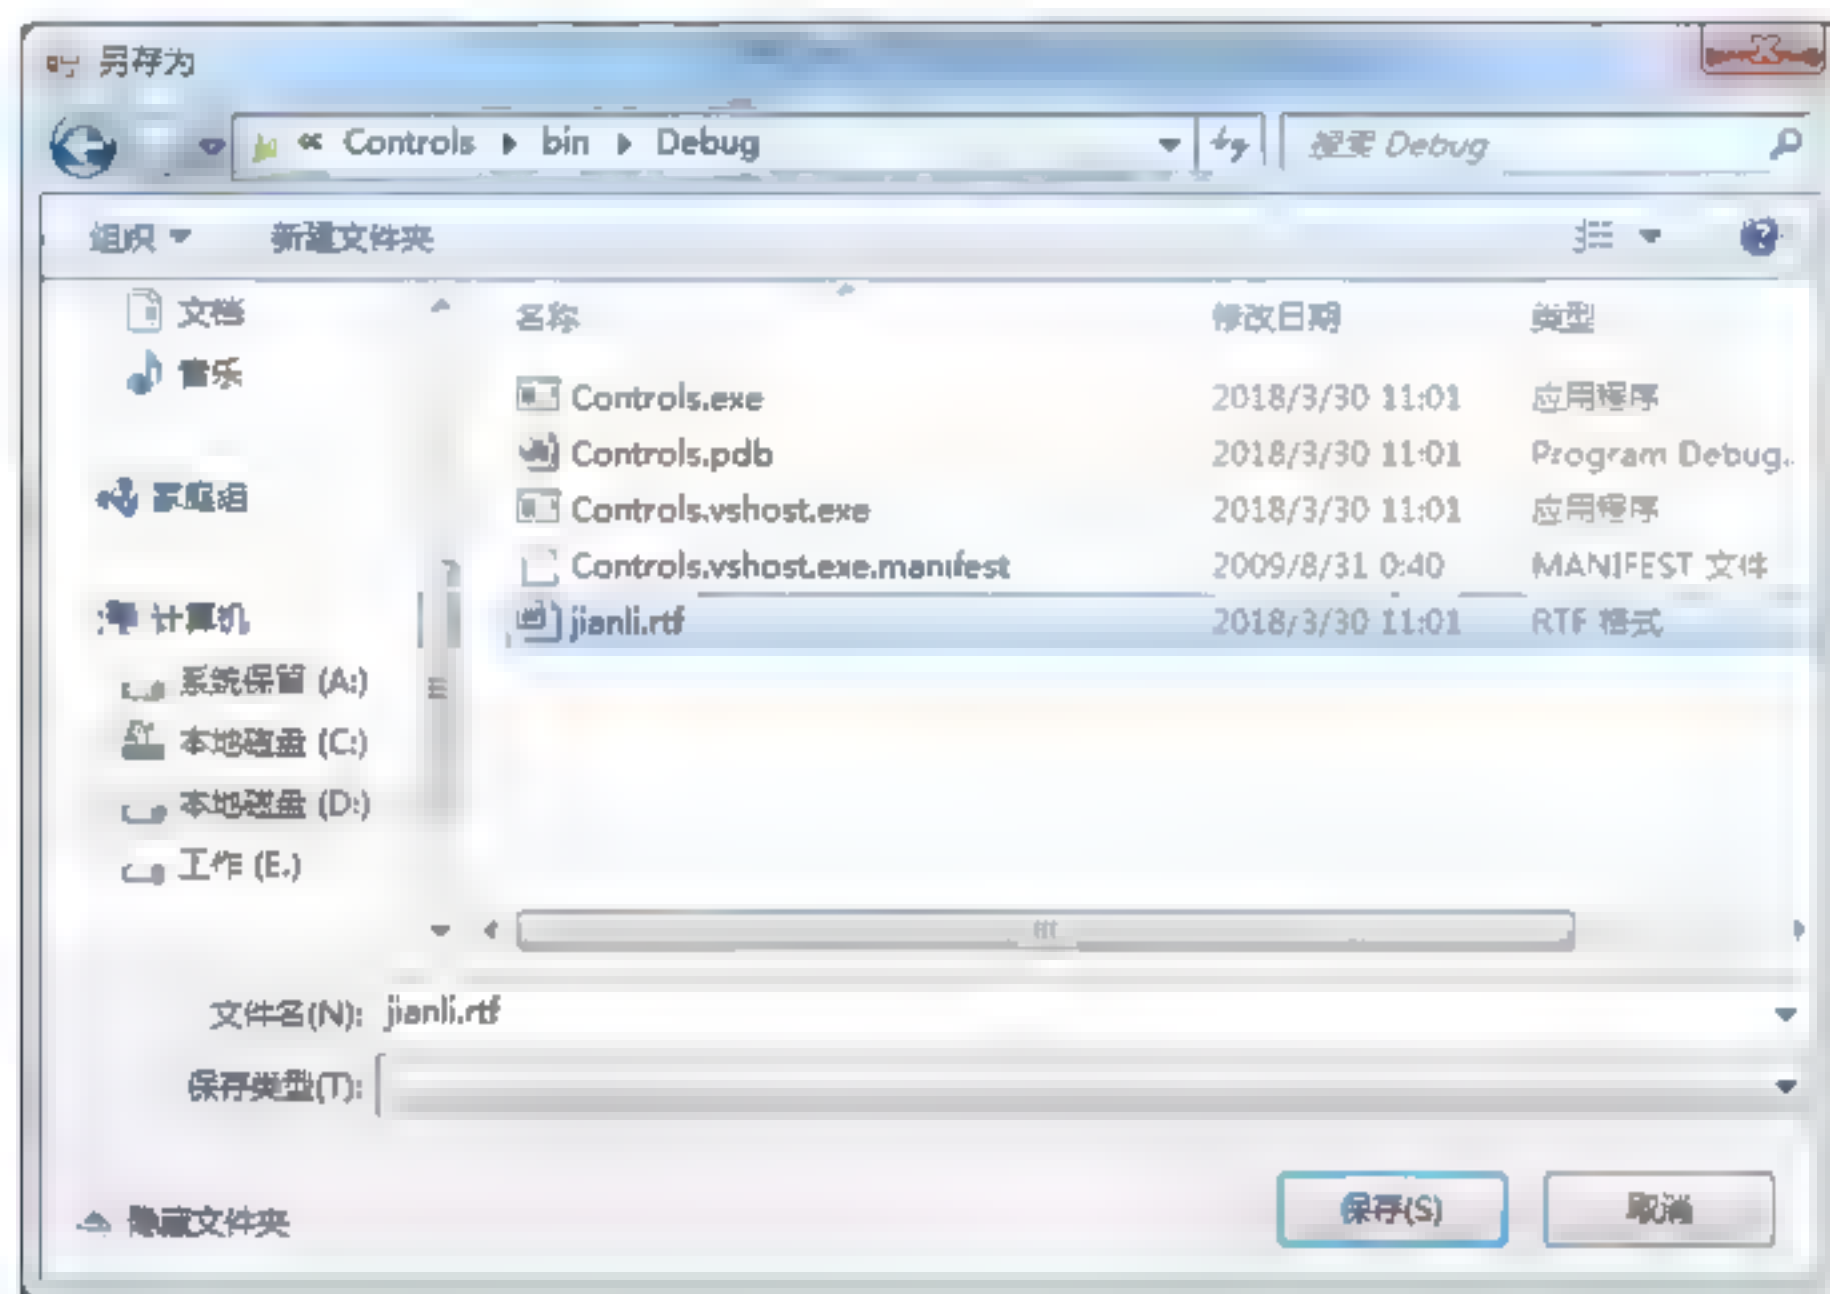 另存为
« Controls ▶ bin ▶ Debug
搜索 Debug
组织 ▼ 新建文件夹
文档
音乐
家庭组
计算机
系统保留 (A:)
本地磁盘 (C:)
本地磁盘 (D:)
工作 (E:)
名称 修改日期 类型
Controls.exe 2018/3/30 11:01 应用程序
Controls.pdb 2018/3/30 11:01 Program Debug..
Controls.vshost.exe 2018/3/30 11:01 应用程序
Controls.vshost.exe.manifest 2009/8/31 0:40 MANIFEST 文件
jianli.rtf 2018/3/30 11:01 RTF 格式
文件名(N): jianli.rtf
保存类型(T):
隐藏文件夹
保存(S) 取消